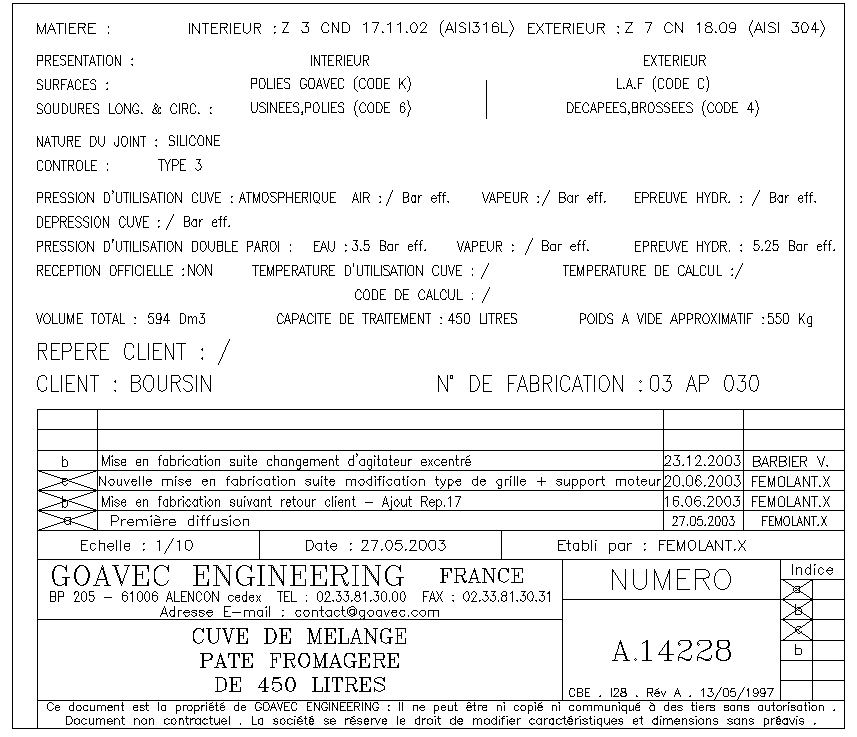 MATIERE : INTERIEUR : Z 3 CND 17.11.02 (AISI316L) EXTERIEUR : Z 7 CN 18.09 (AISI 304)
PRESENTATION : INTERIEUR EXTERIEUR
SURFACES : POLIES GOAVEC (CODE K) L.A.F (CODE C)
SOUDURES LONG. & CIRC. : USINEES,POLIES (CODE 6) DECAPEES,BROSSEES (CODE 4)
NATURE DU JOINT : SILICONE
CONTROLE : TYPE 3
PRESSION D'UTILISATION CUVE : ATMOSPHERIQUE AIR : / Bar eff. VAPEUR : / Bar eff. EPREUVE HYDR. : / Bar eff.
DEPRESSION CUVE : / Bar eff.
PRESSION D'UTILISATION DOUBLE PAROI : EAU : 3.5 Bar eff. VAPEUR : / Bar eff. EPREUVE HYDR. : 5.25 Bar eff.
RECEPTION OFFICIELLE : NON TEMPERATURE D'UTILISATION CUVE : / TEMPERATURE DE CALCUL : /
CODE DE CALCUL : /
VOLUME TOTAL : 594 Dm3 CAPACITE DE TRAITEMENT : 450 LITRES POIDS A VIDE APPROXIMATIF : 550 Kg
REPERE CLIENT : /
CLIENT : BOURSIN N° DE FABRICATION : 03 AP 030
b Mise en fabrication suite changement d'agitateur excentré 23.12.2003 BARBIER V.
c Nouvelle mise en fabrication suite modification type de grille + support moteur 20.06.2003 FEMOLANT.X
b Mise en fabrication suivant retour client – Ajout Rep.17 16.06.2003 FEMOLANT.X
a Première diffusion 27.05.2003 FEMOLANT.X
Echelle : 1/10 Date : 27.05.2003 Etabli par : FEMOLANT.X
GOAVEC ENGINEERING FRANCE
BP 205 – 61006 ALENCON cedex TEL : 02.33.81.30.00 FAX : 02.33.81.30.31
Adresse E–mail : contact@goavec.com
CUVE DE MELANGE
PATE FROMAGERE
DE 450 LITRES
NUMERO
A.14228
CBE . I28 . Rév A . 13/05/1997
Indice
a
b
c
b
Ce document est la propriété de GOAVEC ENGINEERING : Il ne peut être ni copié ni communiqué à des tiers sans autorisation .
Document non contractuel . La société se réserve le droit de modifier caractéristiques et dimensions sans préavis .